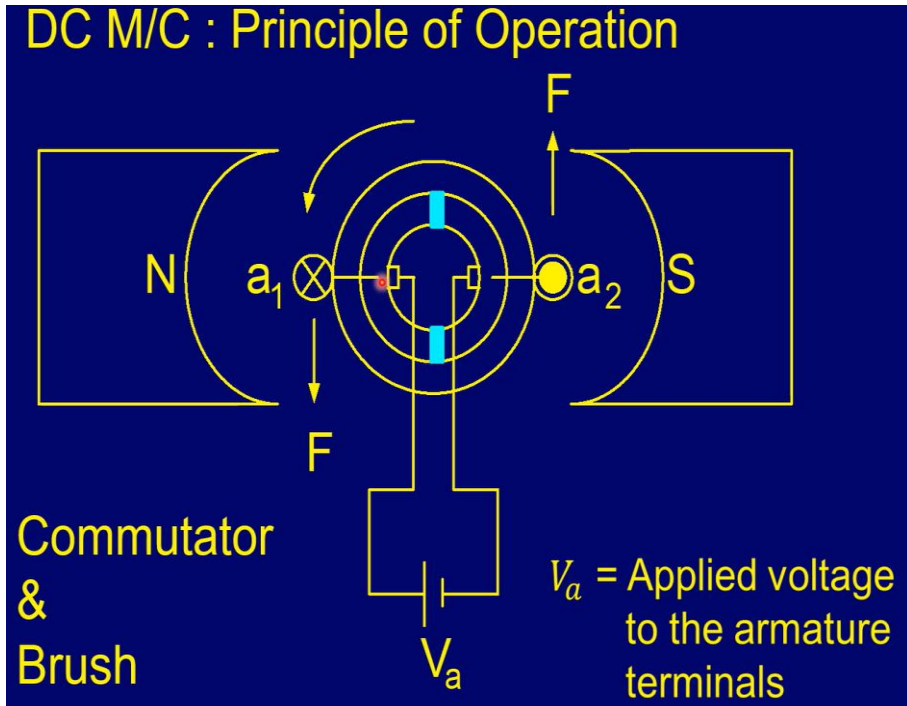 DC M/C : Principle of Operation
F
N
a₁
a₂
S
F
Commutator
&
Brush
Vₐ
Vₐ = Applied voltage
to the armature
terminals